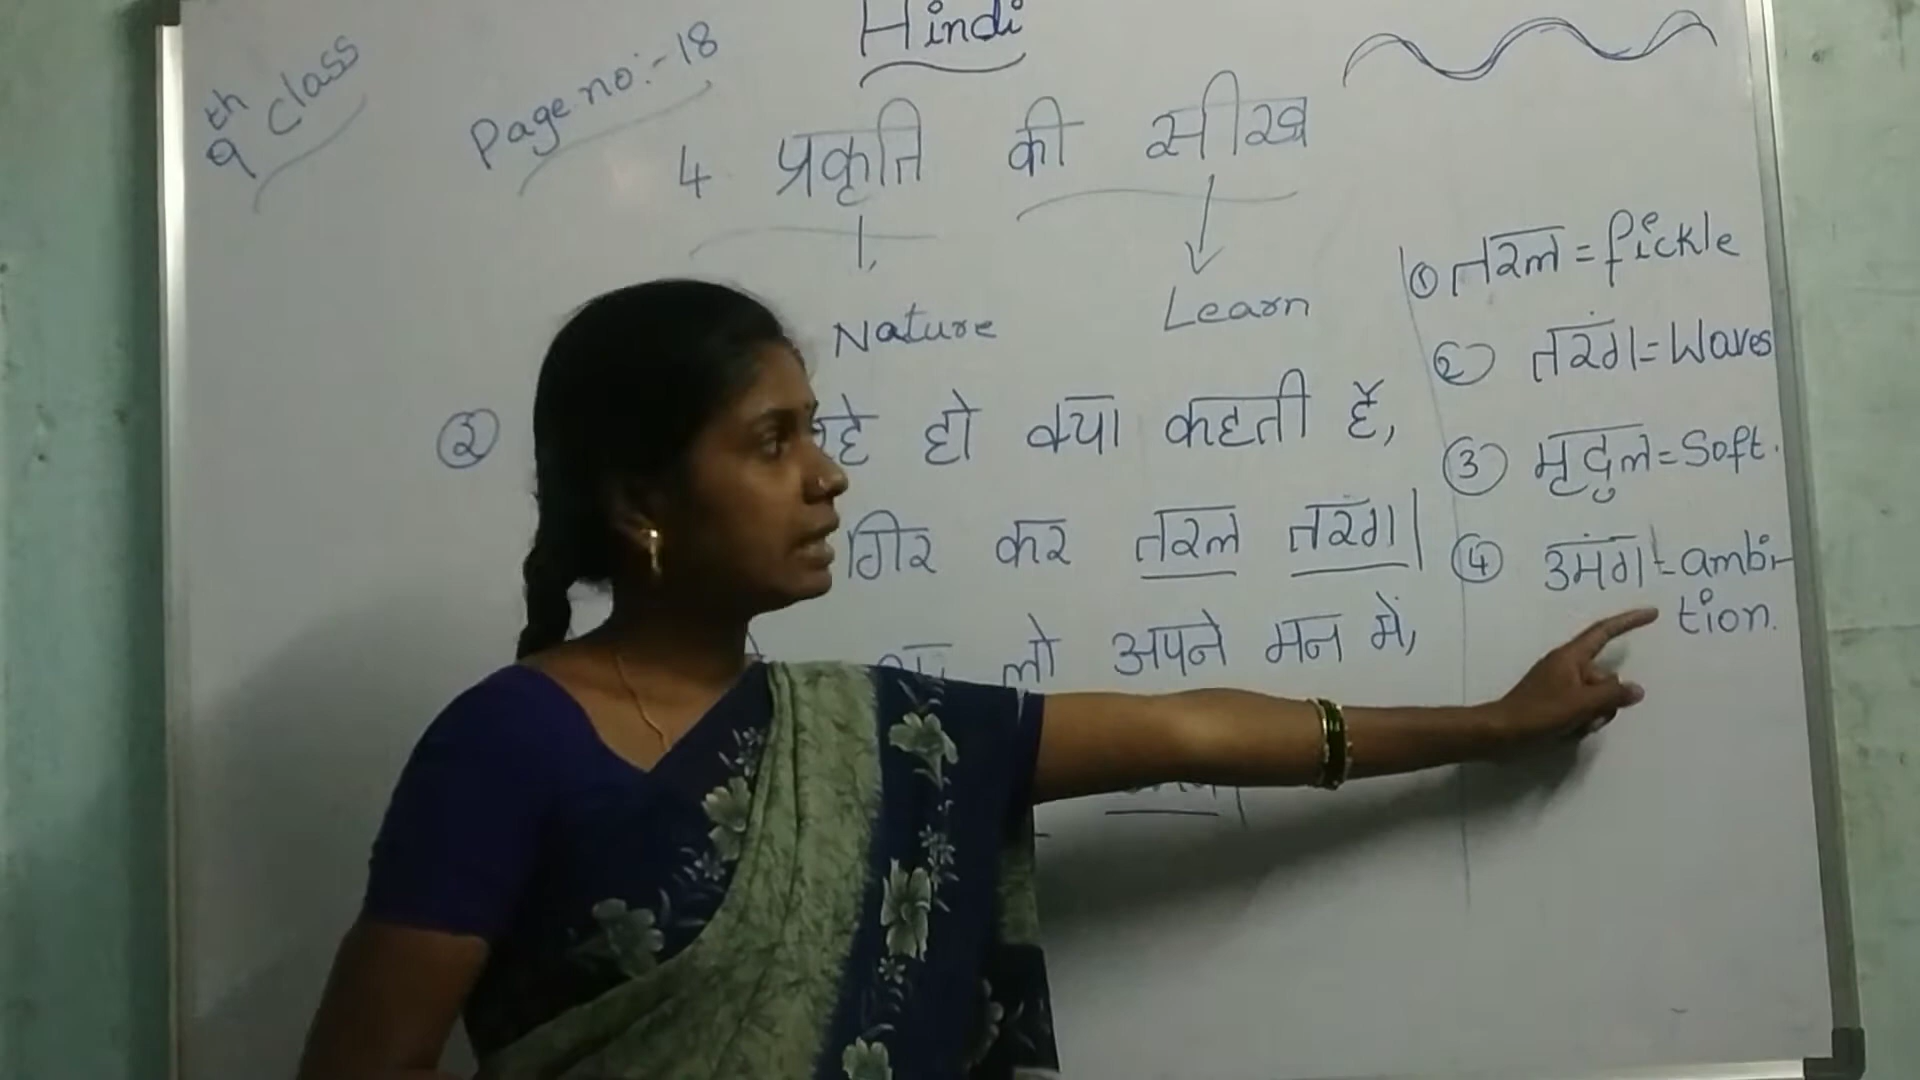 Hindi
9th class
Page no:-18
4 प्रकृति की सीख
Nature Learn
① तरल = fickle
② तरंग = Waves
③ मृदुल = Soft.
④ उमंग = ambi-
tion.
② हो क्या कहती है,
गिर कर तरल तरंग।
लो अपने मन में,